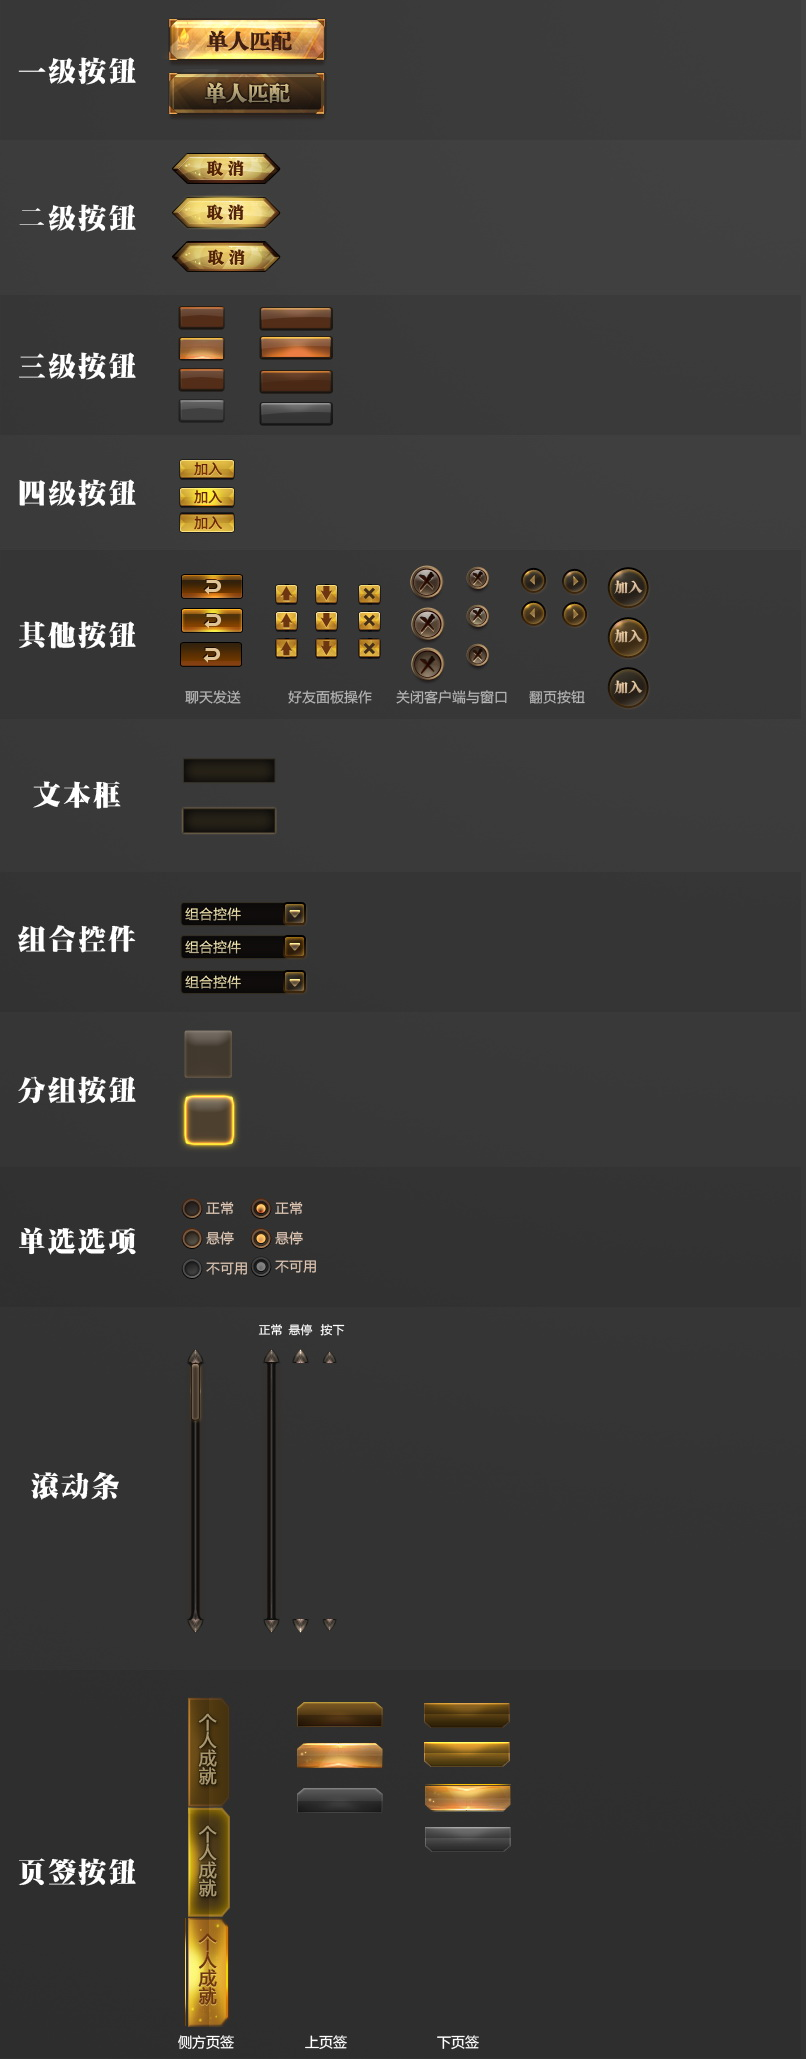 一级按钮
单人匹配
单人匹配
二级按钮
取消
取消
取消
三级按钮
四级按钮
加入
加入
加入
其他按钮
加入
加入
加入
聊天发送
好友面板操作
关闭客户端与窗口
翻页按钮
文本框
组合控件
组合控件
组合控件
组合控件
分组按钮
单选选项
正常 正常
悬停 悬停
不可用 不可用
滚动条
正常 悬停 按下
页签按钮
个人成就
个人成就
个人成就
侧方页签
上页签
下页签